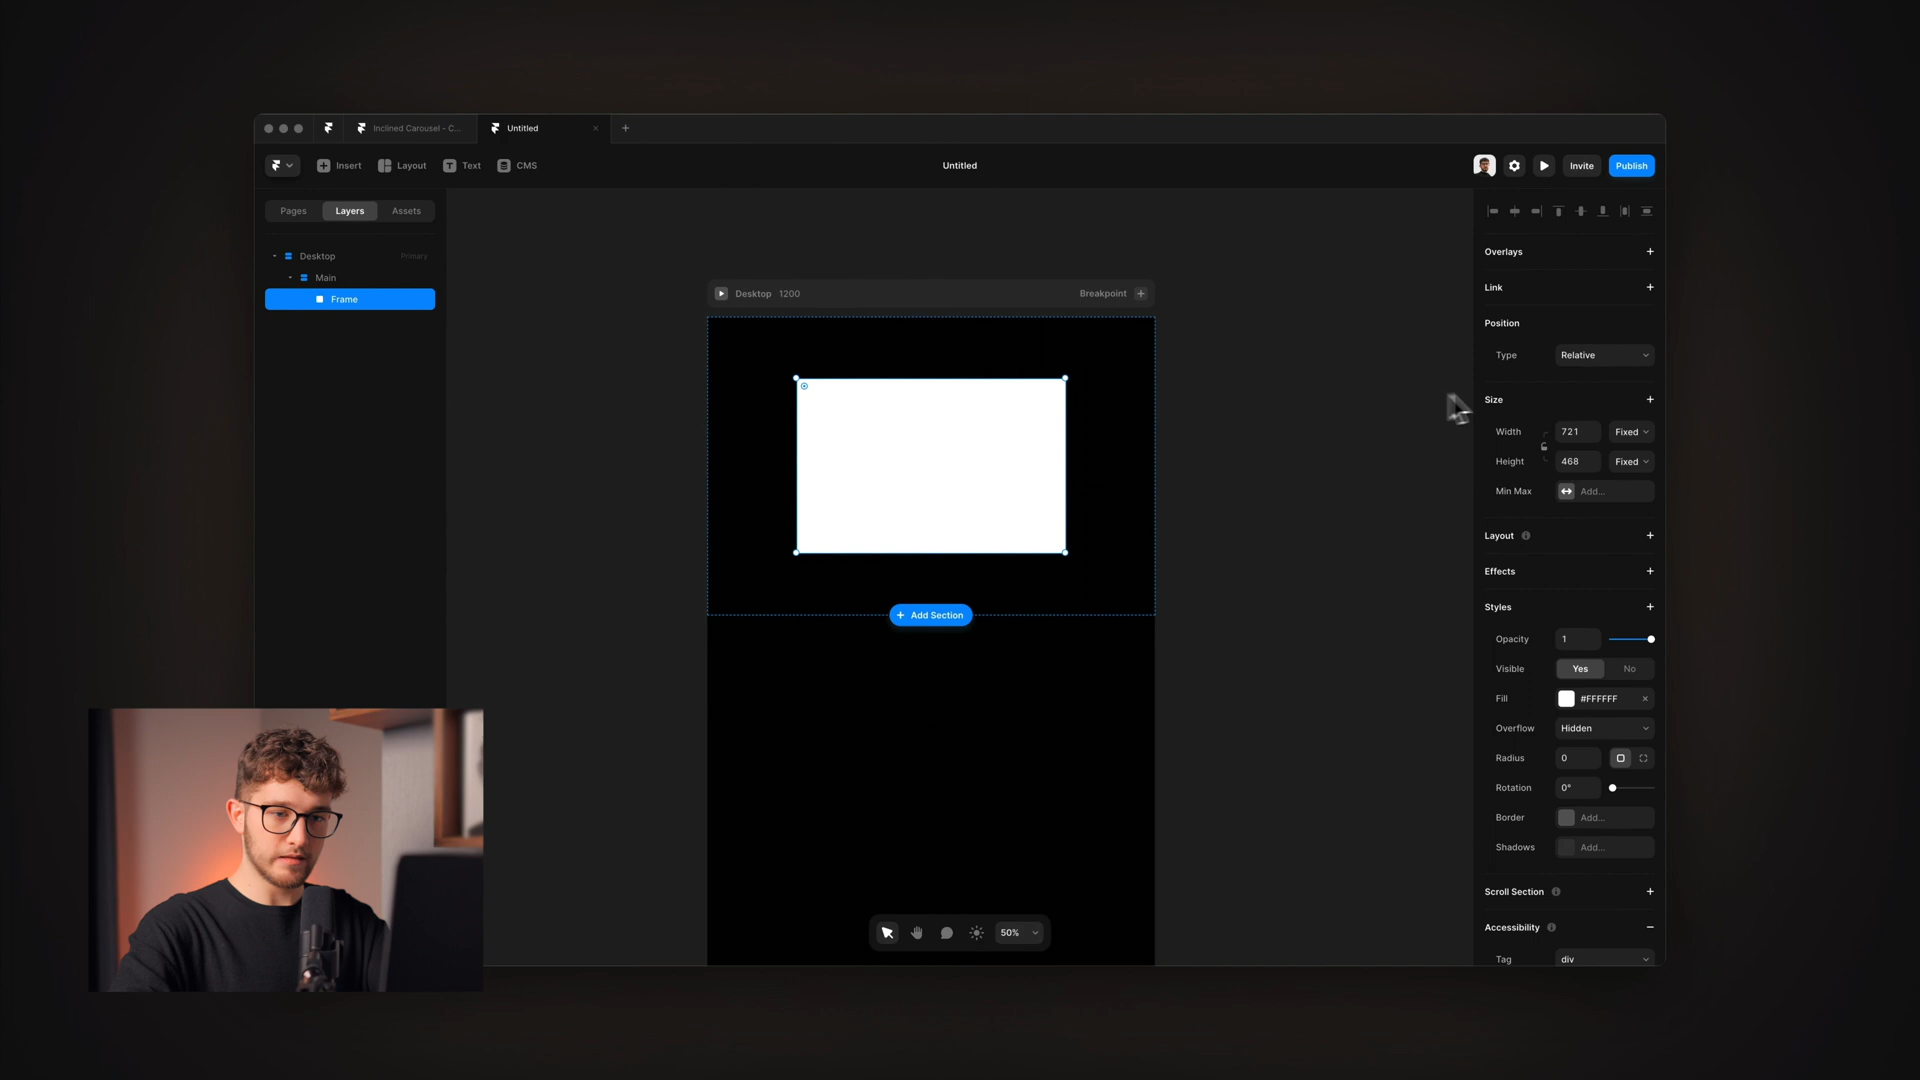 Inclined Carousel - C...
Untitled
Insert
Layout
Text
CMS
Untitled
Invite
Publish
Pages
Layers
Assets
Desktop
Primary
Main
Frame
Desktop 1200
Breakpoint
Add Section
50%
Overlays
Link
Position
Type
Relative
Size
Width
721
Fixed
Height
468
Fixed
Min Max
Add...
Layout
Effects
Styles
Opacity
1
Visible
Yes
No
Fill
#FFFFFF
Overflow
Hidden
Radius
0
Rotation
0°
Border
Add...
Shadows
Add...
Scroll Section
Accessibility
Tag
div